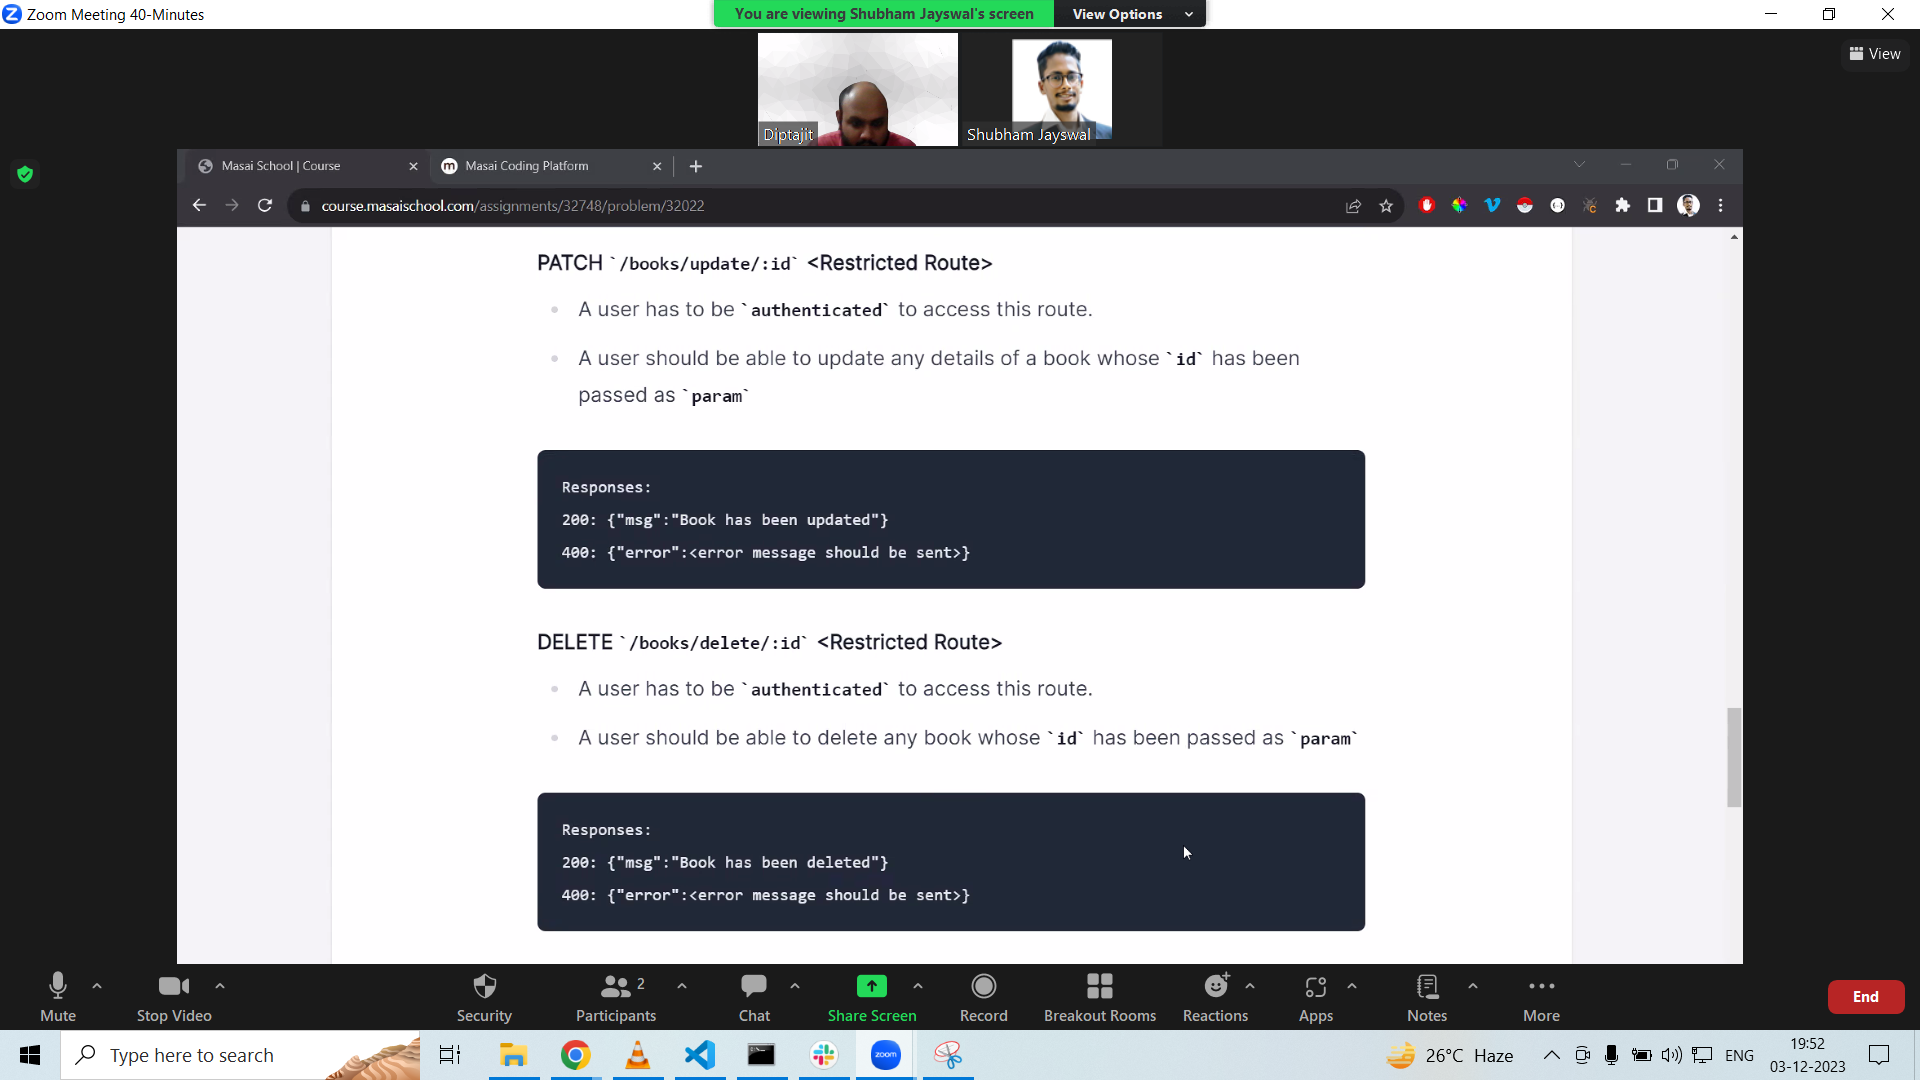 Zoom Meeting 40-Minutes
You are viewing Shubham Jayswal's screen
View Options
View
Diptajit
Shubham Jayswal
Masai School | Course
Masai Coding Platform
course.masaischool.com/assignments/32748/problem/32022
PATCH `/books/update/:id` <Restricted Route>
A user has to be `authenticated` to access this route.
A user should be able to update any details of a book whose `id` has been
passed as `param`
Responses:
200: {"msg":"Book has been updated"}
400: {"error":<error message should be sent>}
DELETE `/books/delete/:id` <Restricted Route>
A user has to be `authenticated` to access this route.
A user should be able to delete any book whose `id` has been passed as `param`
Responses:
200: {"msg":"Book has been deleted"}
400: {"error":<error message should be sent>}
Mute
Stop Video
Security
2
Participants
Chat
Share Screen
Record
Breakout Rooms
Reactions
Apps
Notes
More
End
Type here to search
zoom
26°C Haze
ENG
19:52
03-12-2023